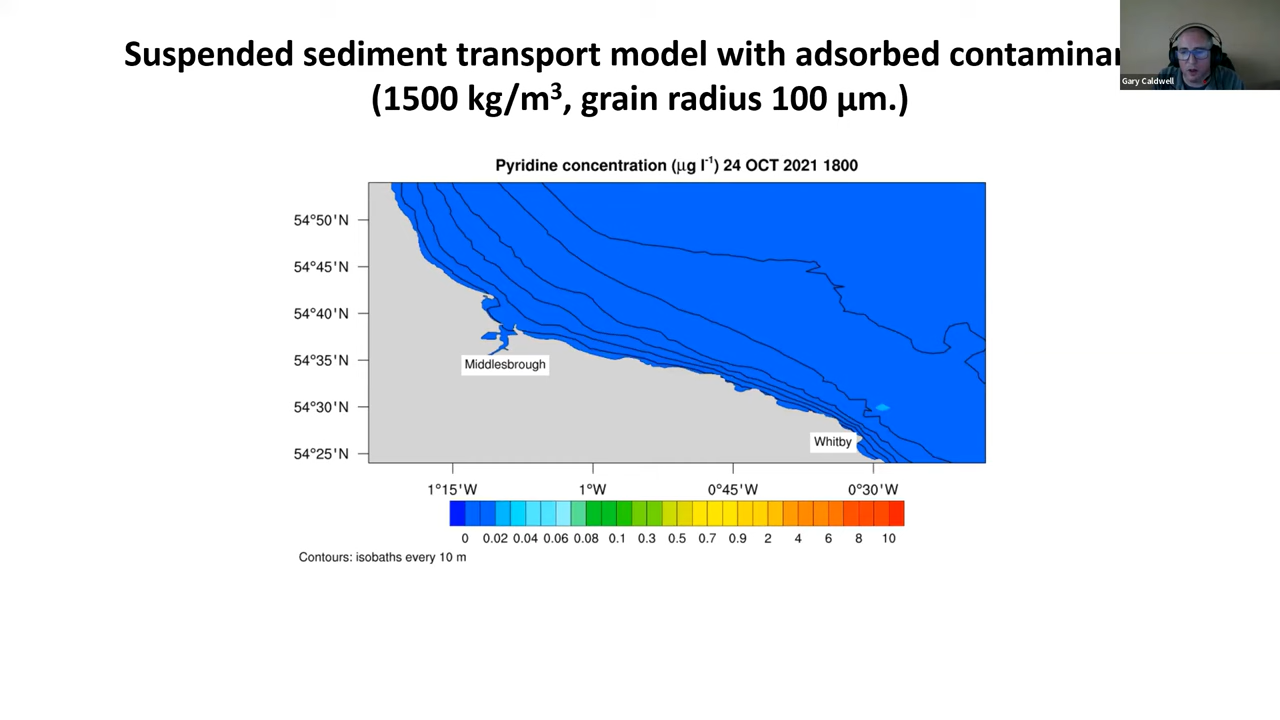 Suspended sediment transport model with adsorbed
(1500 kg/m³, grain radius 100 µm.)
Gary Caldwell
Pyridine concentration (µg l⁻¹) 24 OCT 2021 1800
54°50'N
54°45'N
54°40'N
54°35'N
54°30'N
54°25'N
Middlesbrough
Whitby
1°15'W 1°W 0°45'W 0°30'W
0 0.02 0.04 0.06 0.08 0.1 0.3 0.5 0.7 0.9 2 4 6 8 10
Contours: isobaths every 10 m